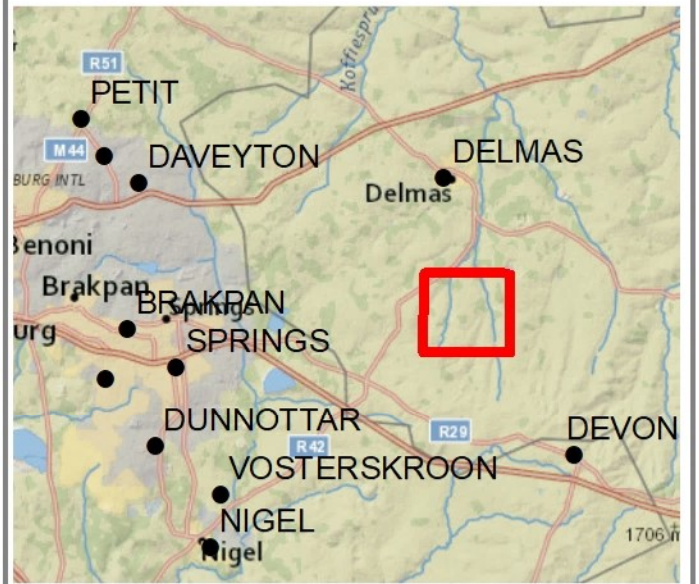 R51
Koffiespru
PETIT
M44
DAVEYTON
DELMAS
BURG INTL
Delmas
Benoni
Brakpan
BRAKPAN
Springs
urg
SPRINGS
DUNNOTTAR
R29
DEVON
R42
VOSTERSKROON
NIGEL
1706 m
Nigel